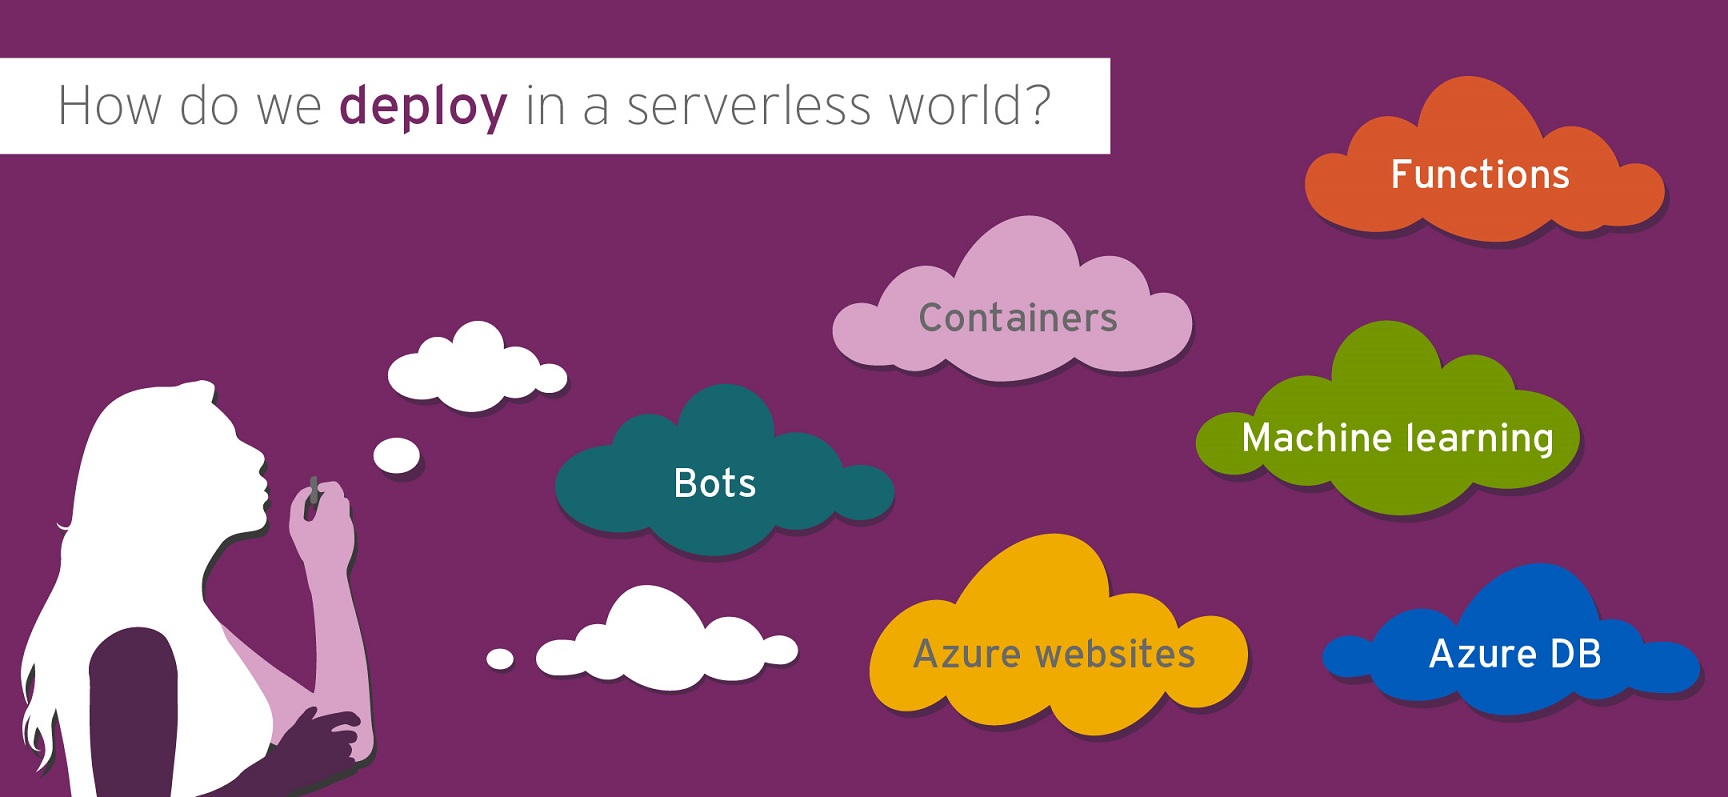 How do we deploy in a serverless world?
Functions
Containers
Machine learning
Bots
Azure websites
Azure DB